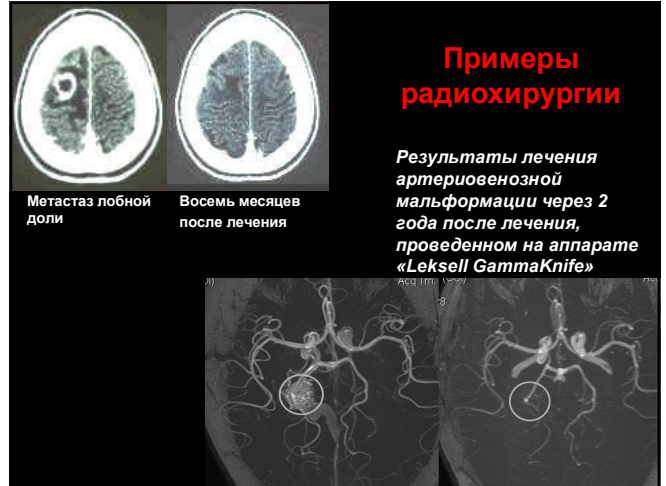 Примеры
радиохирургии
Результаты лечения
артериовенозной
мальформации через 2
года после лечения,
проведенном на аппарате
«Leksell GammaKnife»
Метастаз лобной
доли
Восемь месяцев
после лечения
Acq Tm:
8